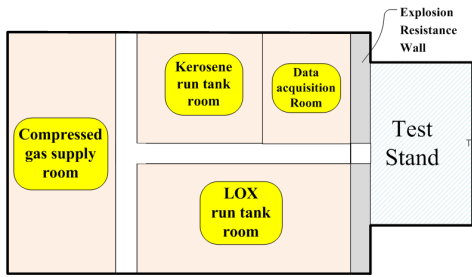 Explosion
Resistance
Wall
Kerosene
run tank
room
Data
acquisition
Room
Compressed
gas supply
room
Test
Stand
T
LOX
run tank
room